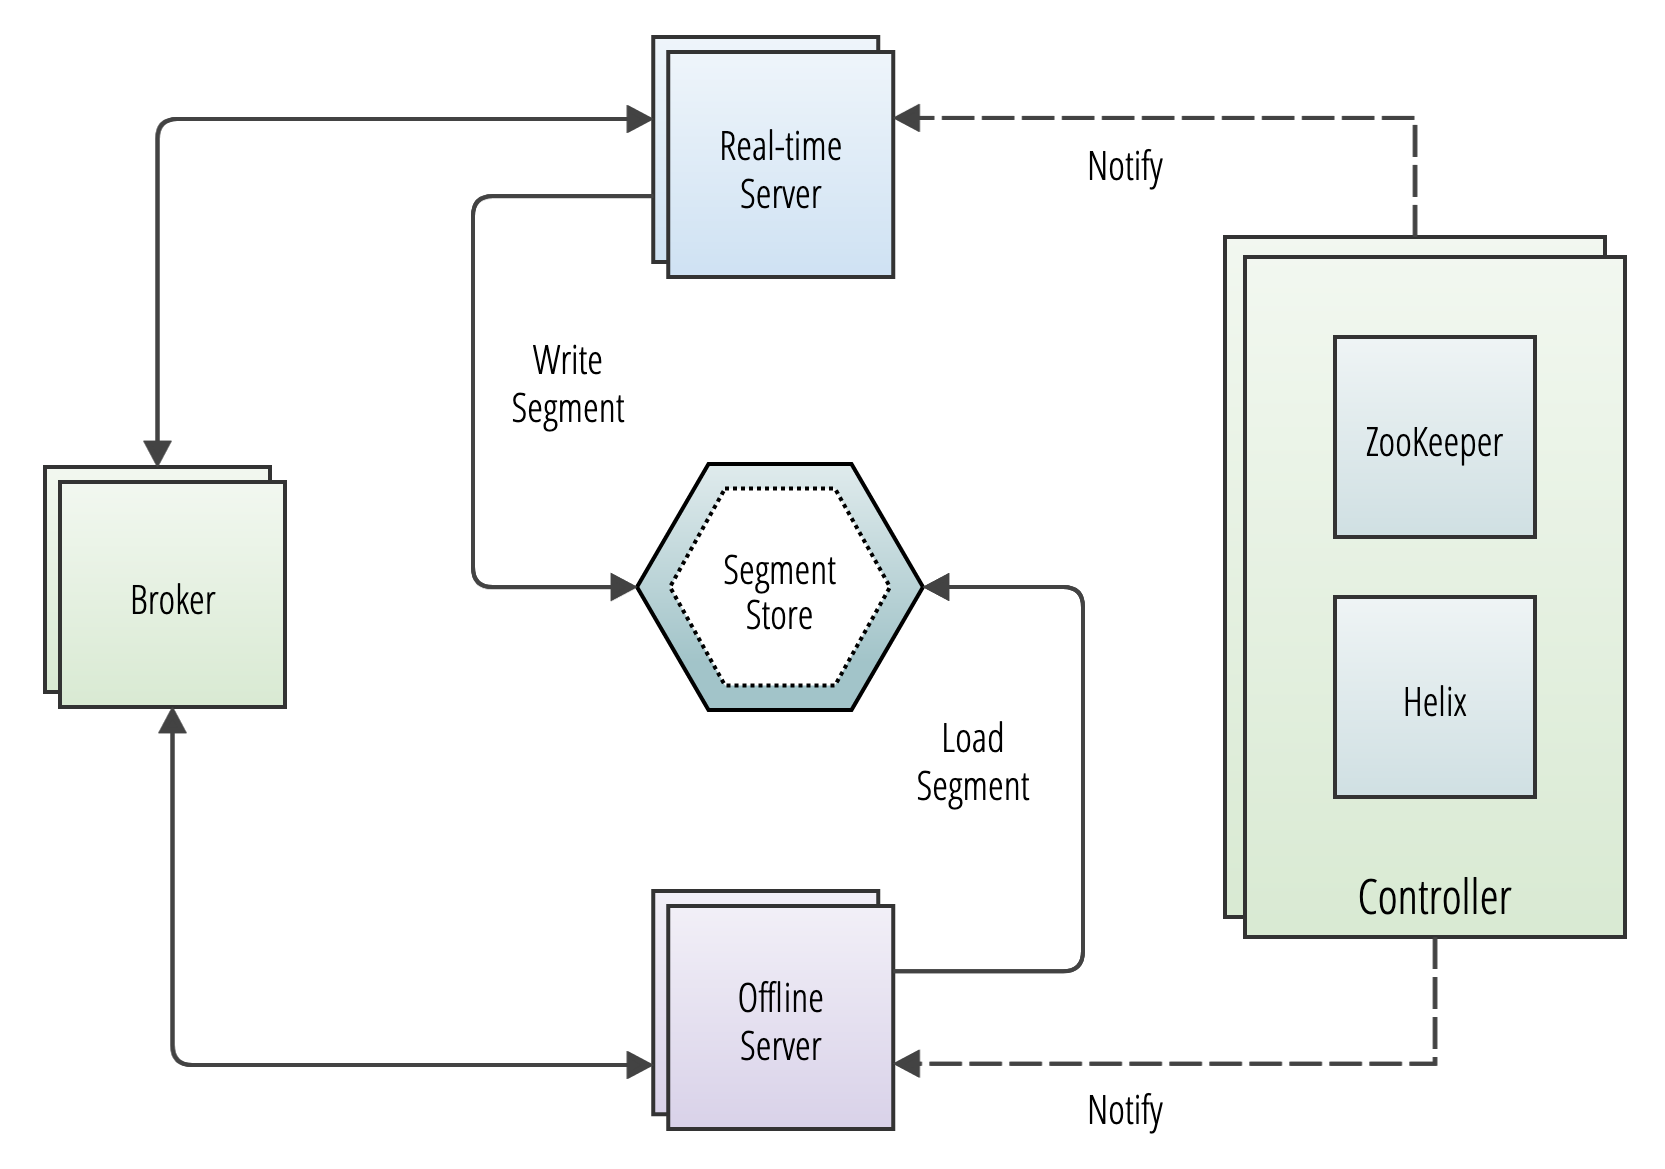 Real-time
Server
Notify
Write
Segment
ZooKeeper
Segment
Store
Broker
Helix
Load
Segment
Controller
Offline
Server
Notify